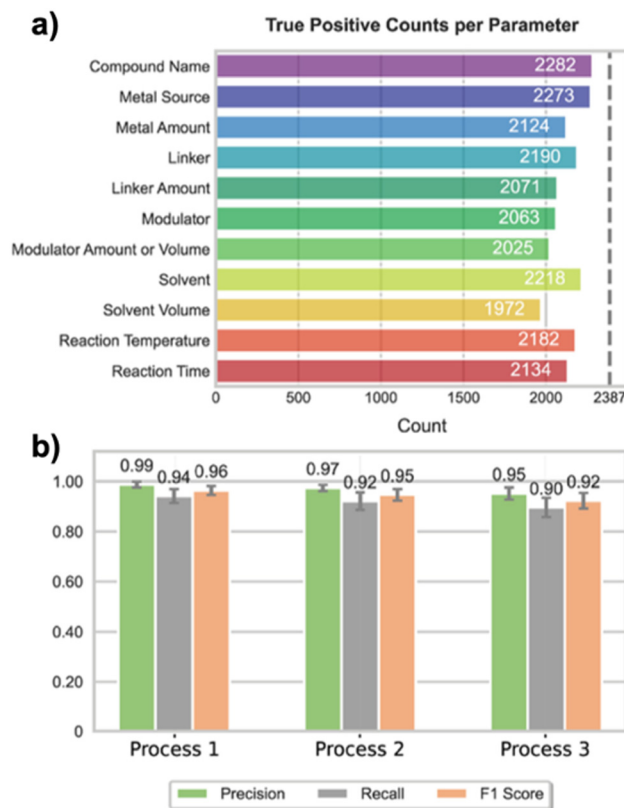 a)
True Positive Counts per Parameter
Compound Name 2282
Metal Source 2273
Metal Amount 2124
Linker 2190
Linker Amount 2071
Modulator 2063
Modulator Amount or Volume 2025
Solvent 2218
Solvent Volume 1972
Reaction Temperature 2182
Reaction Time 2134
0 500 1000 1500 2000 2387
Count
b)
0.99 0.94 0.96 0.97 0.92 0.95 0.95 0.90 0.92
1.00
0.80
0.60
0.40
0.20
0
Process 1 Process 2 Process 3
Precision Recall F1 Score